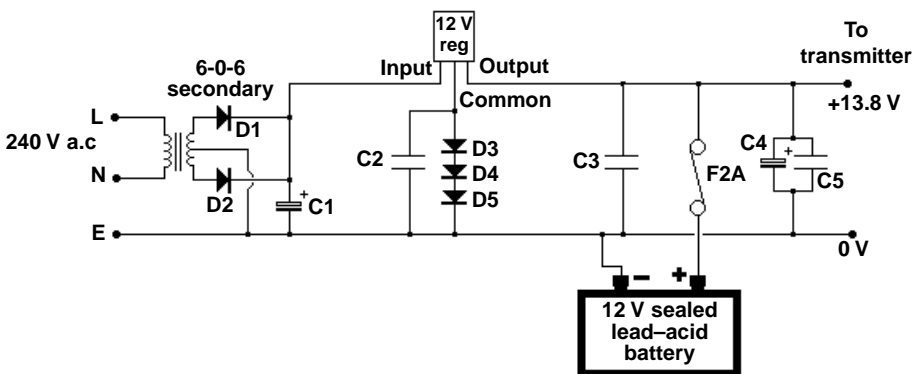 12 V
reg
To
transmitter
Input
Output
6-0-6
secondary
Common
+13.8 V
L
D1
240 V a.c
C4
+
D3
C2
D4
C3
F2A
C5
N
D2
+
C1
D5
E
0 V
– +
12 V sealed
lead–acid
battery